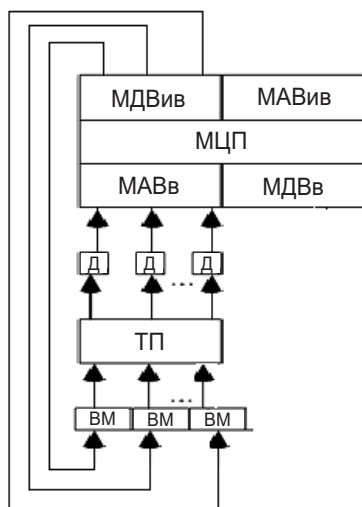 МДВив МАВив
МЦП
МАВв МДВв
Д Д ... Д
ТП
...
ВМ ВМ ВМ